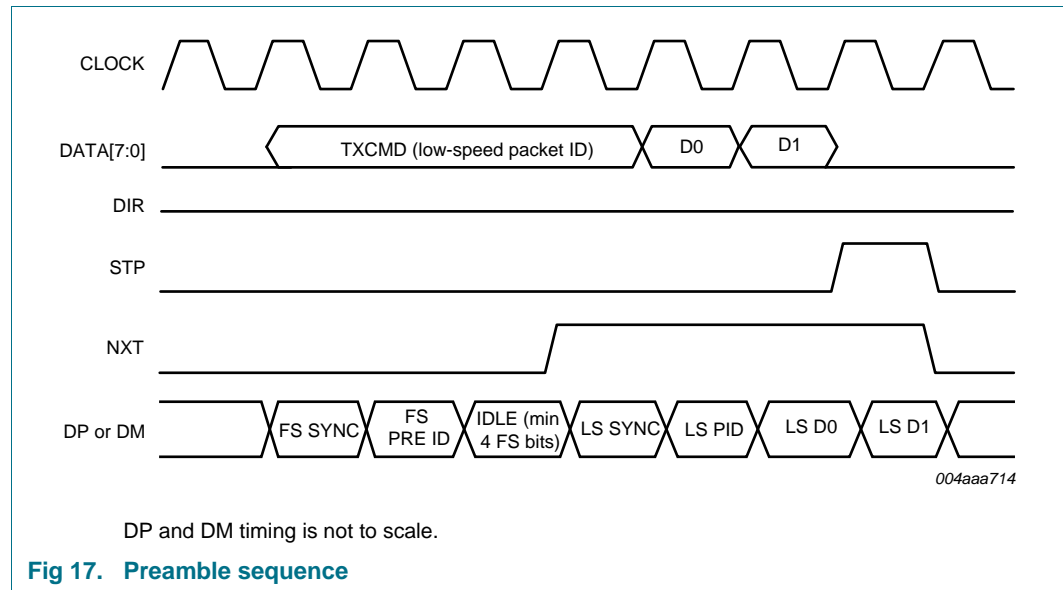 CLOCK
DATA[7:0]
TXCMD (low-speed packet ID)
D0
D1
DIR
STP
NXT
DP or DM
FS SYNC
FS
PRE ID
IDLE (min
4 FS bits)
LS SYNC
LS PID
LS D0
LS D1
004aaa714
DP and DM timing is not to scale.
Fig 17. Preamble sequence